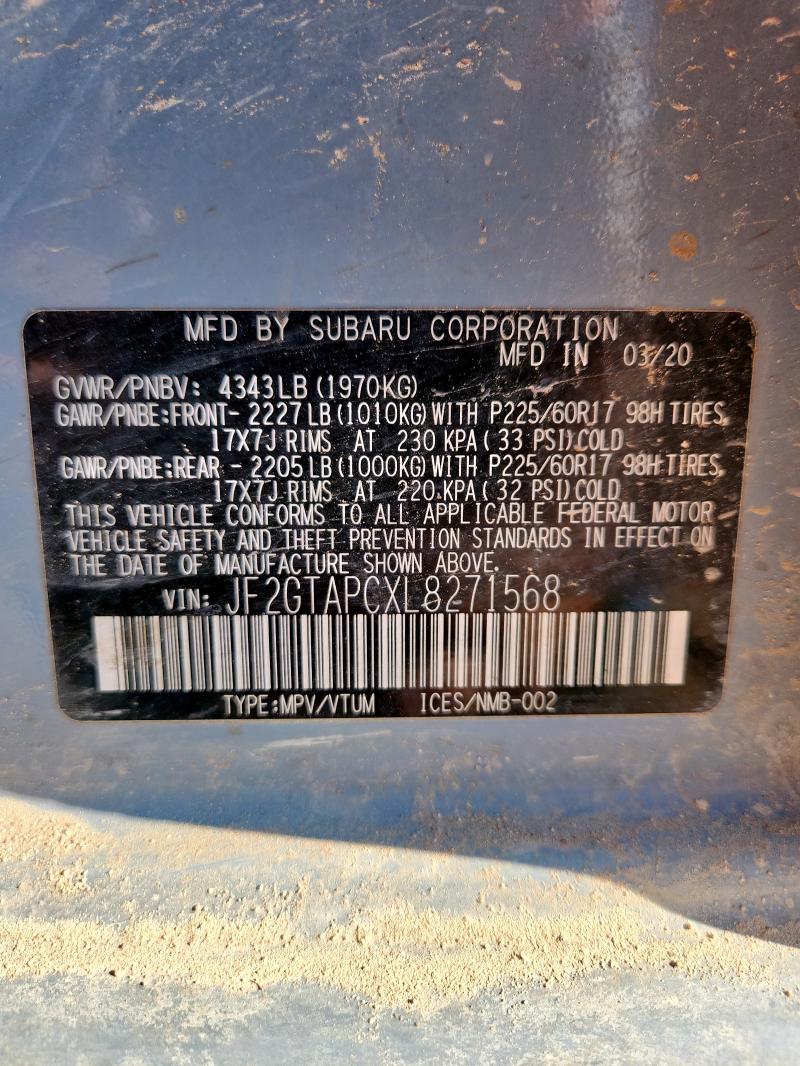 MFD BY SUBARU CORPORATION
MFD IN 03/20
GVWR/PNBV: 4343LB (1970KG)
GAWR/PNBE:FRONT- 2227LB (1010KG) WITH P225/60R17 98H TIRES,
17X7J RIMS AT 230 KPA (33 PSI) COLD
GAWR/PNBE:REAR - 2205LB (1000KG) WITH P225/60R17 98H TIRES,
17X7J RIMS AT 220 KPA (32 PSI) COLD
THIS VEHICLE CONFORMS TO ALL APPLICABLE FEDERAL MOTOR
VEHICLE SAFETY AND THEFT PREVENTION STANDARDS IN EFFECT ON
THE DATE OF MANUFACTURE SHOWN ABOVE.
VIN: JF2GTAPCXL8271568
TYPE:MPV/VTUM ICES/NMB-002